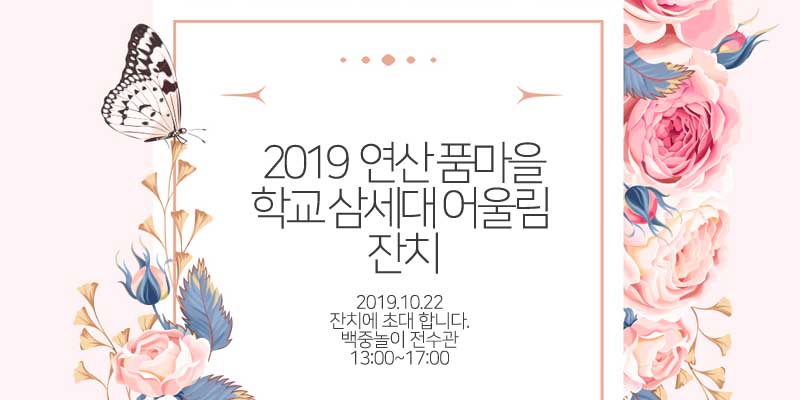 2019 연산 품마을
학교 삼세대 어울림
잔치
2019.10.22
잔치에 초대 합니다.
백중놀이 전수관
13:00~17:00